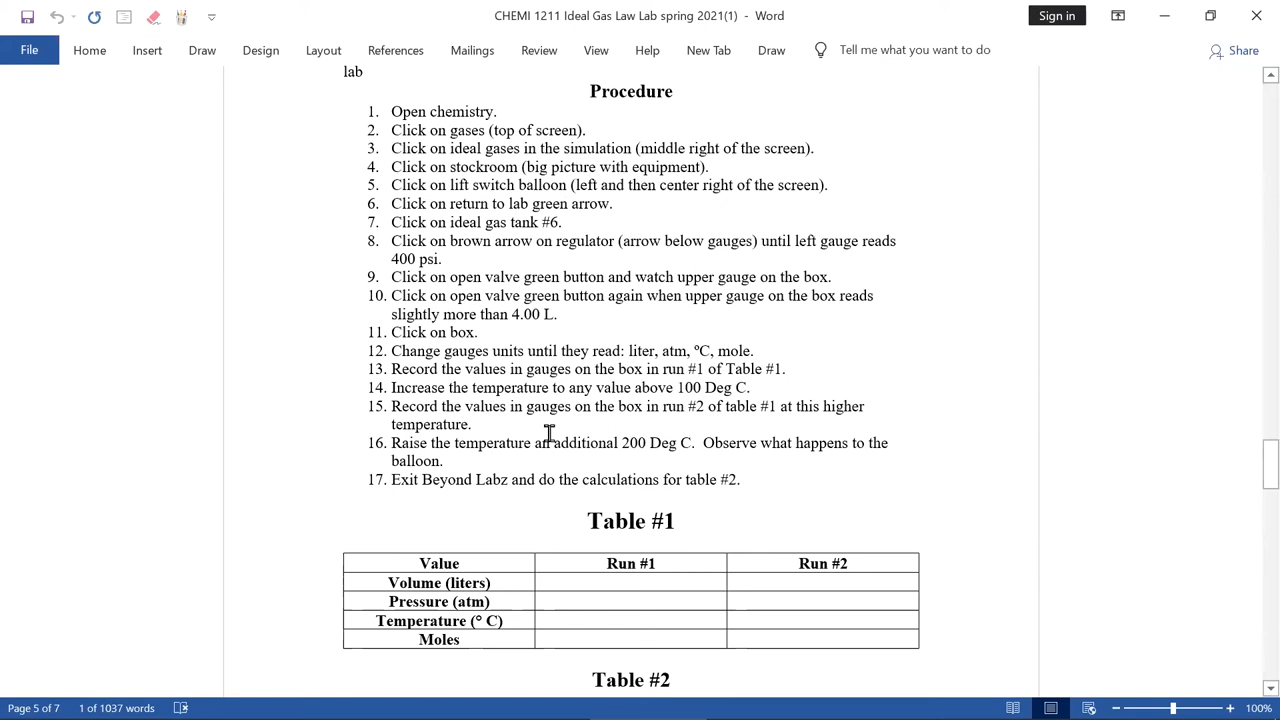 CHEMI 1211 Ideal Gas Law Lab spring 2021(1) - Word
Sign in
File Home Insert Draw Design Layout References Mailings Review View Help New Tab Draw Tell me what you want to do Share
lab
Procedure
1. Open chemistry.
2. Click on gases (top of screen).
3. Click on ideal gases in the simulation (middle right of the screen).
4. Click on stockroom (big picture with equipment).
5. Click on lift switch balloon (left and then center right of the screen).
6. Click on return to lab green arrow.
7. Click on ideal gas tank #6.
8. Click on brown arrow on regulator (arrow below gauges) until left gauge reads
400 psi.
9. Click on open valve green button and watch upper gauge on the box.
10. Click on open valve green button again when upper gauge on the box reads
slightly more than 4.00 L.
11. Click on box.
12. Change gauges units until they read: liter, atm, ºC, mole.
13. Record the values in gauges on the box in run #1 of Table #1.
14. Increase the temperature to any value above 100 Deg C.
15. Record the values in gauges on the box in run #2 of table #1 at this higher
temperature.
16. Raise the temperature an additional 200 Deg C. Observe what happens to the
balloon.
17. Exit Beyond Labz and do the calculations for table #2.
Table #1
Value Run #1 Run #2
Volume (liters)
Pressure (atm)
Temperature (° C)
Moles
Table #2
Page 5 of 7 1 of 1037 words 100%